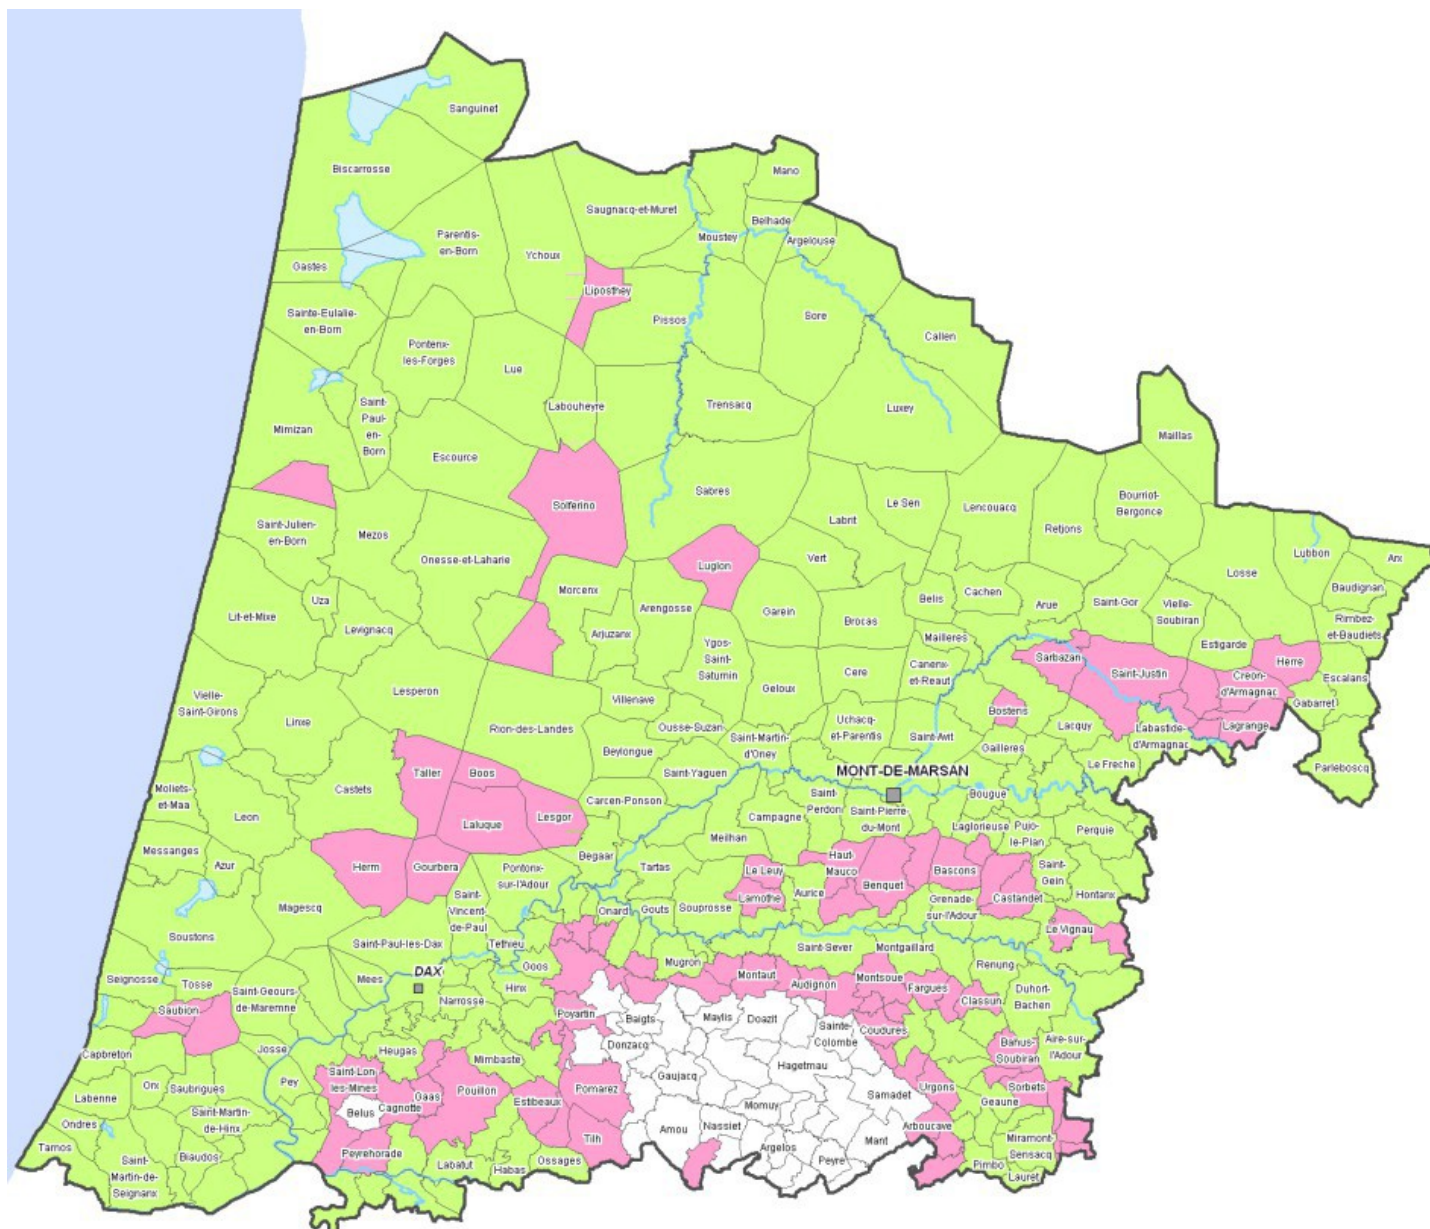 Sanguinet
Mano
Biscarrosse
Saugnacq-et-Muret
Belhade
Moustey
Argelouse
Parentis-
en-Born
Ychoux
Gastes
Liposthey
Sainte-Eulalie-
en-Born
Pissos
Sore
Callen
Pontenx-
les-Forges
Lue
Labouheyre
Trensacq
Luxey
Saint-
Paul-
en-
Born
Mimizan
Maillas
Escource
Solferino
Sabres
Le Sen
Lencouacq
Bourriot-
Bergonce
Retjons
Labrit
Saint-Julien-
en-Born
Mezos
Onesse-et-Laharie
Vert
Lubbon
Arx
Losse
Baudignan
Luglon
Morcenx
Cachen
Belis
Arue
Saint-Gor
Vielle-
Soubiran
Rimbez-
et-Baudiets
Uza
Lit-et-Mixe
Levignacq
Arengosse
Garein
Brocas
Arjuzanx
Mailleres
Estigarde
Ygos-
Saint-
Saturnin
Sarbazan
Herre
Saint-Justin
Creon-
d'Armagnac
Escalans
Canenx-
et-Reaut
Cere
Geloux
Lesperon
Vielle-
Saint-Girons
Villenave
Gabarret
Bostens
Linxe
Rion-des-Landes
Ousse-Suzan
Uchacq-
et-Parentis
Saint-Avit
Lacquy
Labastide-
d'Armagnac
Lagrange
Saint-Martin-
d'Oney
Beylongue
Gailleres
Le Freche
Parleboscq
Taller
Boos
Saint-Yaguen
MONT-DE-MARSAN
Moliets-
et-Maa
Castets
Carcen-Ponson
Saint-
Perdon
Bougue
Leon
Laluque
Lesgor
Campagne
Saint-Pierre-
du-Mont
Laglorieuse
Pujo-
le-Plan
Perquie
Meilhan
Messanges
Azur
Herm
Gourbera
Begaar
Tartas
Pontonx-
sur-l'Adour
Le Leuy
Haut-
Mauco
Bascons
Saint-
Gein
Benquet
Aurice
Lamothe
Castandet
Hontanx
Magescq
Saint-
Vincent-
de-Paul
Onard
Gouts
Souprosse
Grenade-
sur-l'Adour
Le Vignau
Soustons
Saint-Paul-les-Dax
Tethieu
Saint-Sever
Montgaillard
Mugron
Goos
Renung
DAX
Seignosse
Tosse
Mees
Hinx
Montaut
Audignon
Montsoue
Fargues
Classun
Duhort-
Bachen
Saint-Geours-
de-Maremne
Narrosse
Saubion
Poyartin
Baigts
Maylis
Doazit
Sainte-
Colombe
Coudures
Bahus-
Soubiran
Aire-sur-
l'Adour
Capbreton
Josse
Heugas
Mimbaste
Donzacq
Hagetmau
Saint-Lon-
les-Mines
Gaujacq
Orx
Saubrigues
Pey
Gaas
Pouillon
Pomarez
Samadet
Urgons
Sorbets
Labenne
Cagnotte
Estibeaux
Geaune
Belus
Momuy
Saint-Martin-
de-Hinx
Ondres
Amou
Nassiet
Mant
Arboucave
Tilh
Miramont-
Sensacq
Tarnos
Biaudos
Peyrehorade
Argelos
Peyre
Saint-
Martin-de-
Seignanx
Labatut
Habas
Ossages
Pimbo
Lauret